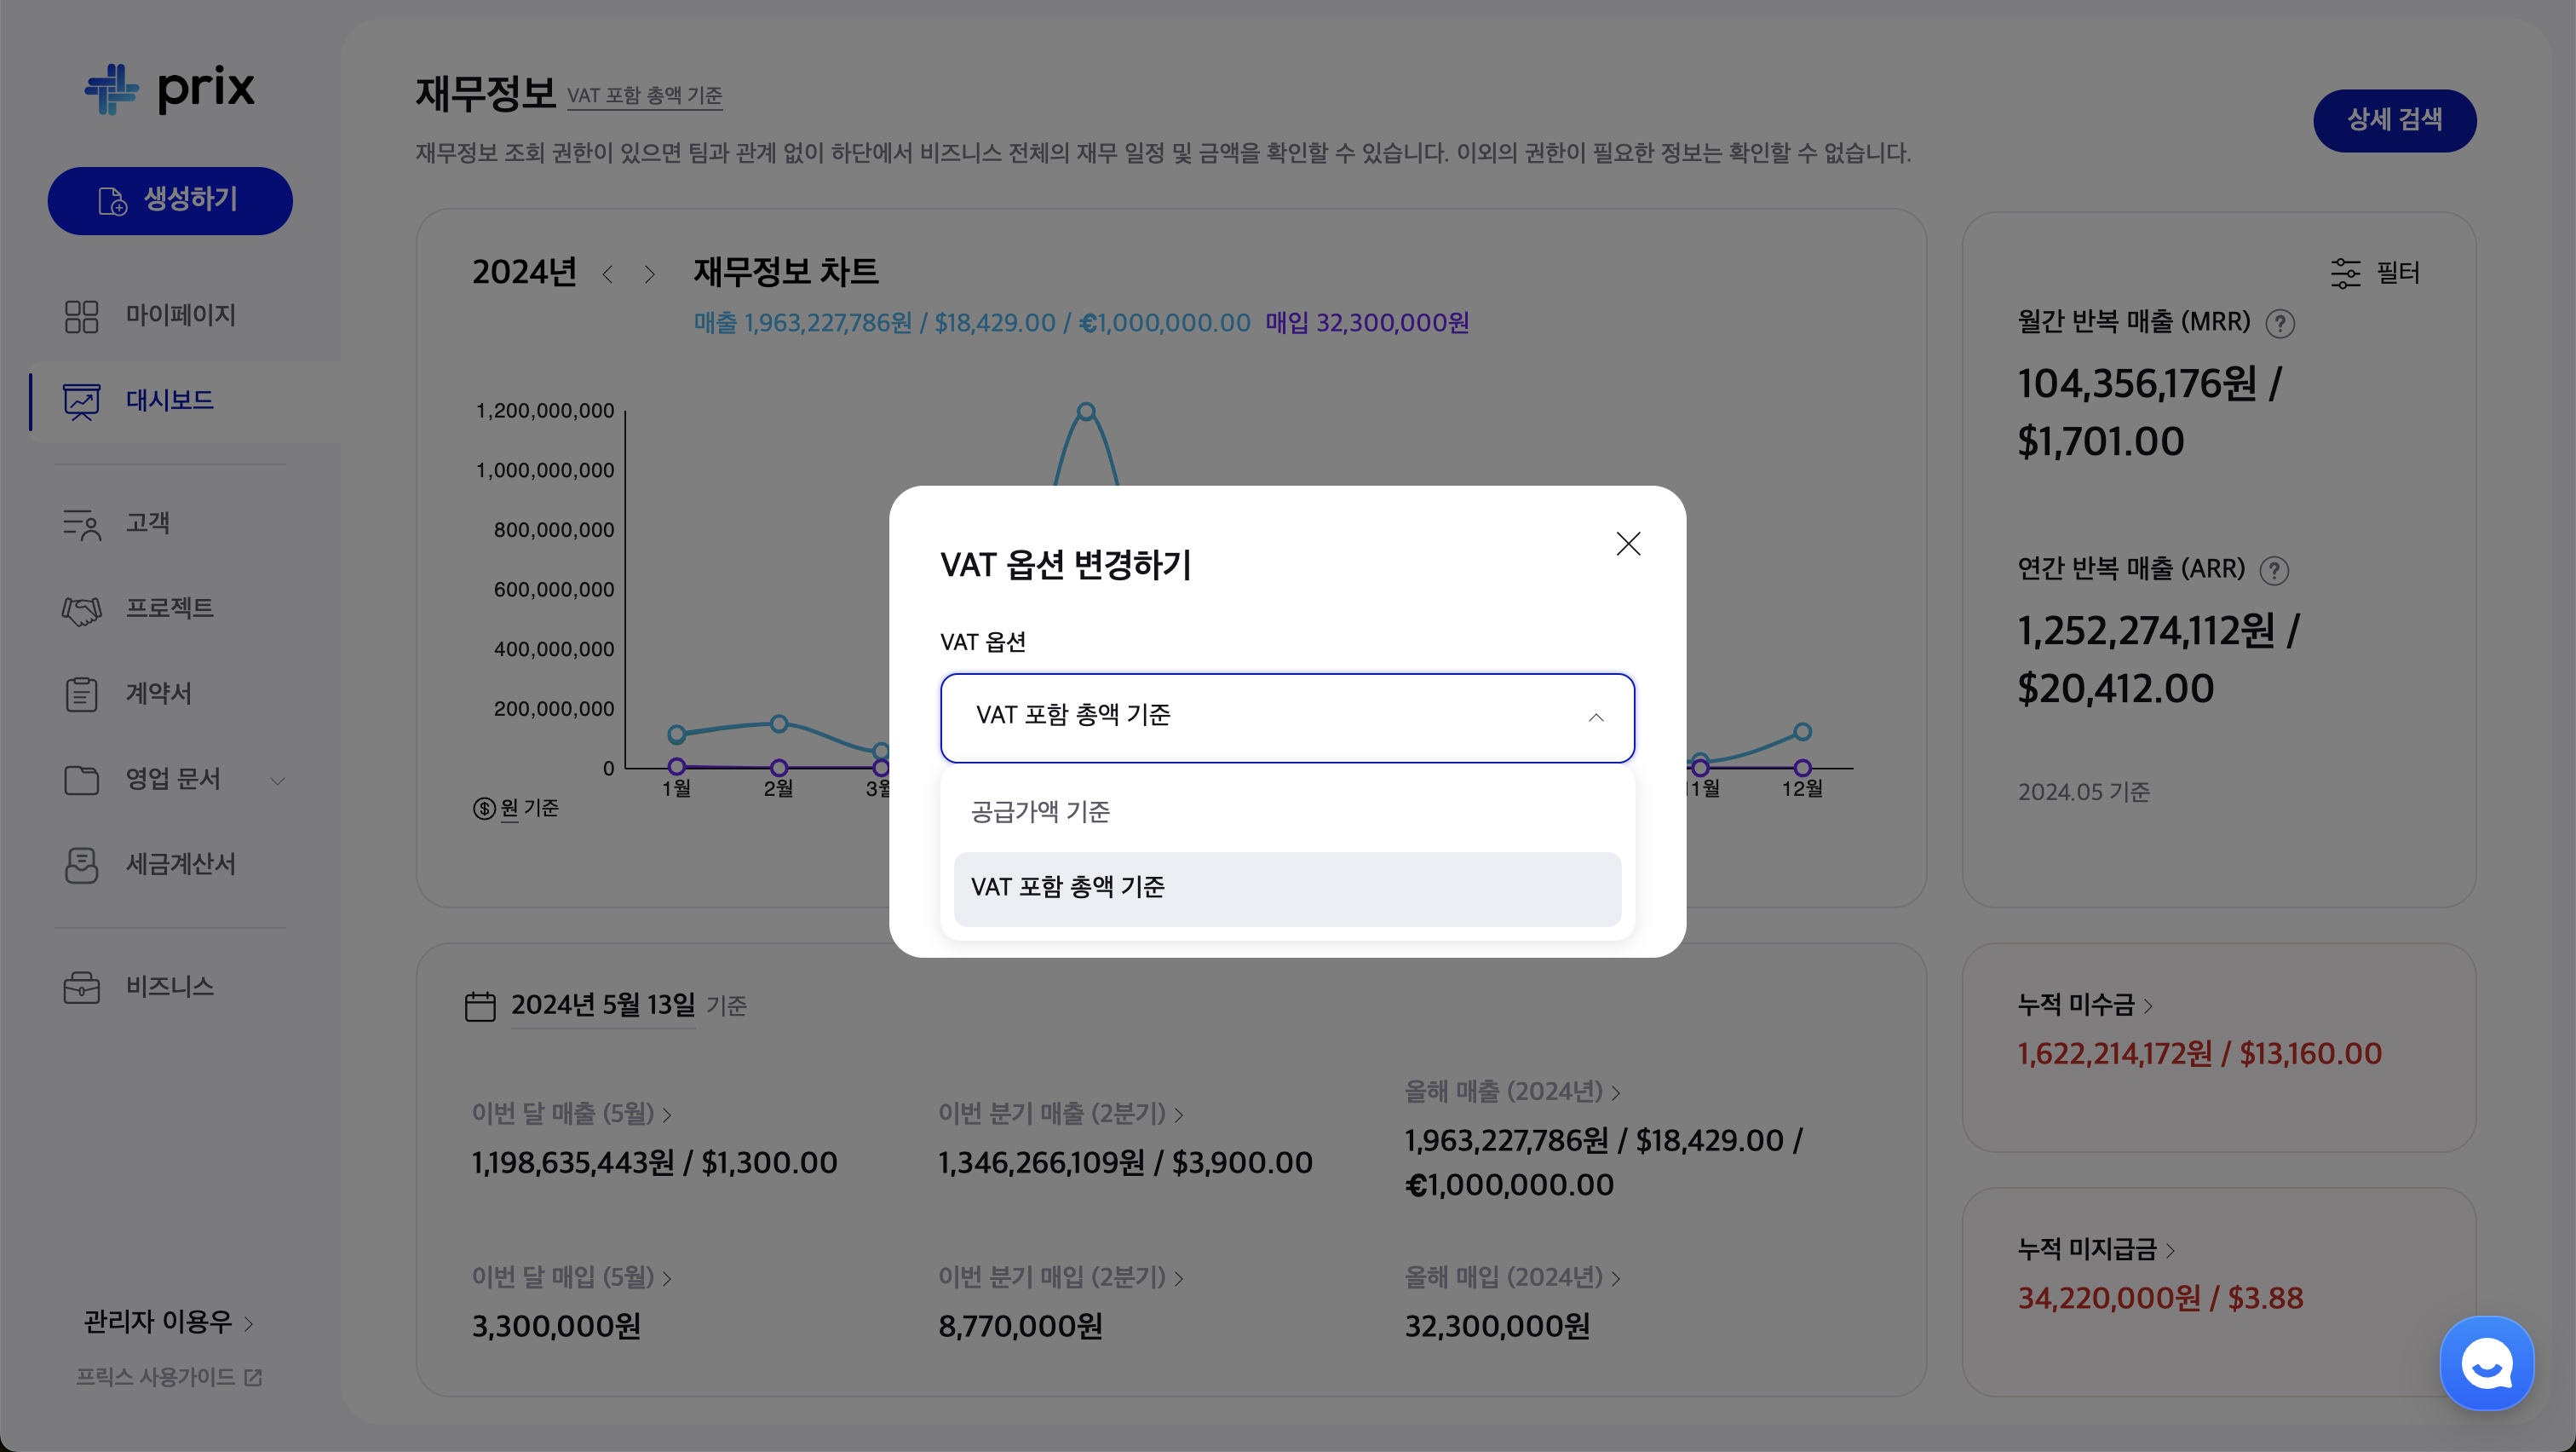 prix
생성하기
마이페이지
대시보드
고객
프로젝트
계약서
영업 문서
세금계산서
비즈니스
관리자 이용우
프릭스 사용가이드
재무정보 VAT 포함 총액 기준
재무정보 조회 권한이 있으면 팀과 관계 없이 하단에서 비즈니스 전체의 재무 일정 및 금액을 확인할 수 있습니다. 이외의 권한이 필요한 정보는 확인할 수 없습니다.
상세 검색
2024년 재무정보 차트
매출 1,963,227,786원 / $18,429.00 / €1,000,000.00 매입 32,300,000원
1,200,000,000
1,000,000,000
800,000,000
600,000,000
400,000,000
200,000,000
0
1월 2월 3월 11월 12월
원 기준
필터
월간 반복 매출 (MRR) ?
104,356,176원 /
$1,701.00
연간 반복 매출 (ARR) ?
1,252,274,112원 /
$20,412.00
2024.05 기준
VAT 옵션 변경하기
VAT 옵션
VAT 포함 총액 기준
공급가액 기준
VAT 포함 총액 기준
2024년 5월 13일 기준
이번 달 매출 (5월)
1,198,635,443원 / $1,300.00
이번 분기 매출 (2분기)
1,346,266,109원 / $3,900.00
올해 매출 (2024년)
1,963,227,786원 / $18,429.00 /
€1,000,000.00
이번 달 매입 (5월)
3,300,000원
이번 분기 매입 (2분기)
8,770,000원
올해 매입 (2024년)
32,300,000원
누적 미수금
1,622,214,172원 / $13,160.00
누적 미지급금
34,220,000원 / $3.88